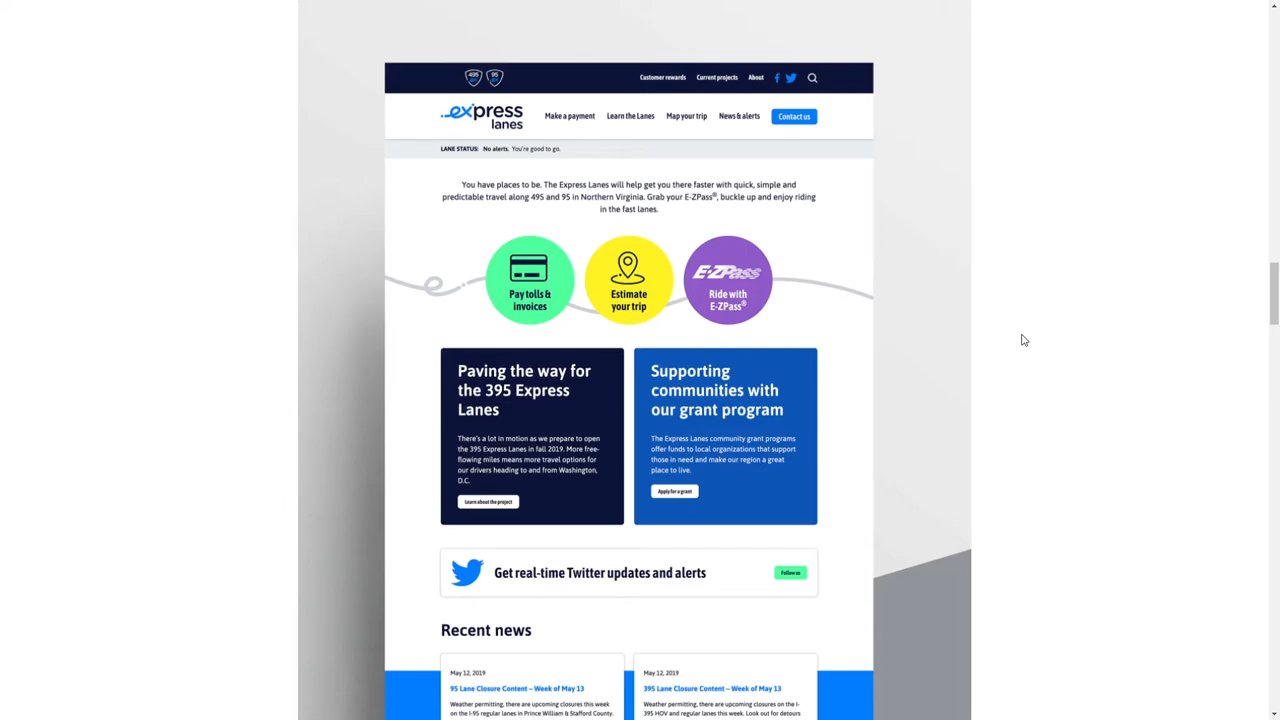 495 95
Customer rewards Current projects About
express
lanes
Make a payment Learn the Lanes Map your trip News & alerts Contact us
LANE STATUS: No alerts. You're good to go.
You have places to be. The Express Lanes will help get you there faster with quick, simple and
predictable travel along 495 and 95 in Northern Virginia. Grab your E-ZPass®, buckle up and enjoy riding
in the fast lanes.
Pay tolls &
invoices
Estimate
your trip
E-ZPass
Ride with
E-ZPass®
Paving the way for
the 395 Express
Lanes
There's a lot in motion as we prepare to open
the 395 Express Lanes in fall 2019. More free-
flowing miles means more travel options for
our drivers heading to and from Washington,
D.C.
Learn about the project
Supporting
communities with
our grant program
The Express Lanes community grant programs
offer funds to local organizations that support
those in need and make our region a great
place to live.
Apply for a grant
Get real-time Twitter updates and alerts
Follow us
Recent news
May 12, 2019
95 Lane Closure Content – Week of May 13
Weather permitting, there are upcoming closures this week
on the I-95 regular lanes in Prince William & Stafford County.
May 12, 2019
395 Lane Closure Content – Week of May 13
Weather permitting, there are upcoming closures on the I-
395 HOV and regular lanes this week. Look out for detours